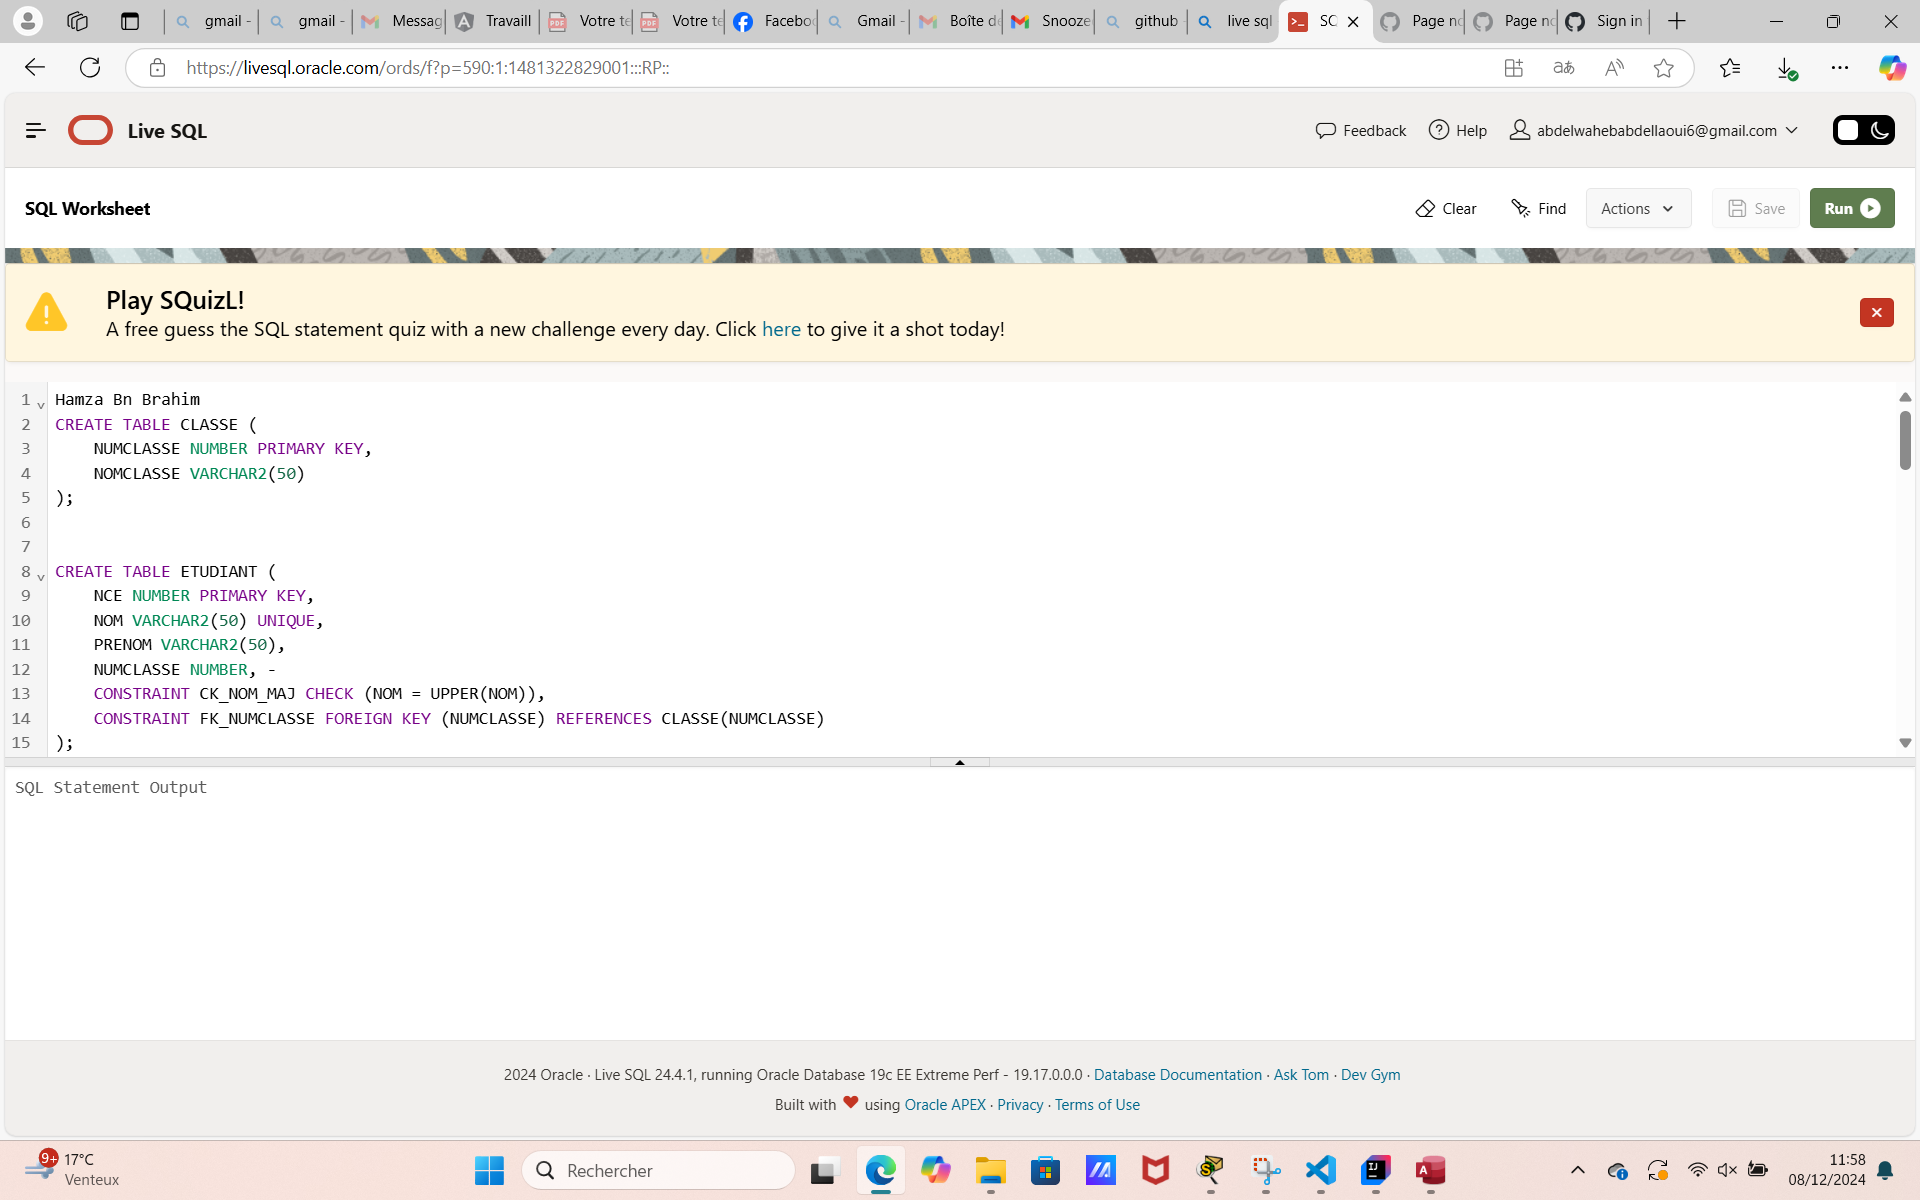 gmail - gmail - Messag Travaill Votre te Votre te Faceboo Gmail - Boîte de Snooze github live sql SQ Page no Page no Sign in
https://livesql.oracle.com/ords/f?p=590:1:1481322829001:::RP::
Live SQL Feedback Help abdelwahebabdellaoui6@gmail.com
SQL Worksheet Clear Find Actions Save Run
Play SQuizL!
A free guess the SQL statement quiz with a new challenge every day. Click here to give it a shot today!
1 Hamza Bn Brahim
2 CREATE TABLE CLASSE (
3 NUMCLASSE NUMBER PRIMARY KEY,
4 NOMCLASSE VARCHAR2(50)
5 );
6
7
8 CREATE TABLE ETUDIANT (
9 NCE NUMBER PRIMARY KEY,
10 NOM VARCHAR2(50) UNIQUE,
11 PRENOM VARCHAR2(50),
12 NUMCLASSE NUMBER, -
13 CONSTRAINT CK_NOM_MAJ CHECK (NOM = UPPER(NOM)),
14 CONSTRAINT FK_NUMCLASSE FOREIGN KEY (NUMCLASSE) REFERENCES CLASSE(NUMCLASSE)
15 );
SQL Statement Output
2024 Oracle · Live SQL 24.4.1, running Oracle Database 19c EE Extreme Perf - 19.17.0.0.0 · Database Documentation · Ask Tom · Dev Gym
Built with ❤ using Oracle APEX · Privacy · Terms of Use
9+ 17°C
Venteux
Rechercher
11:58
08/12/2024